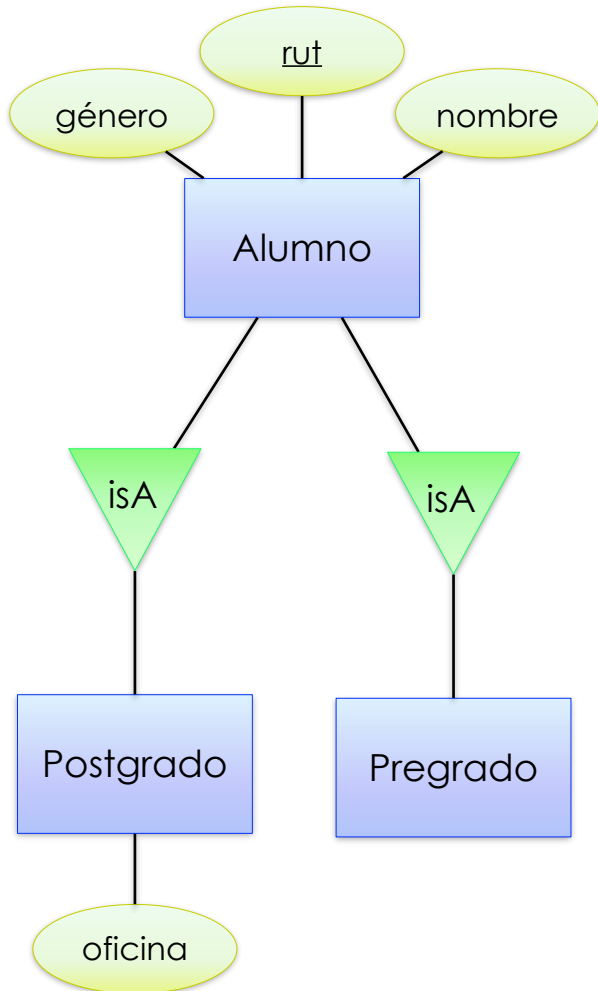 rut
género
nombre
Alumno
isA
isA
Postgrado
Pregrado
oficina